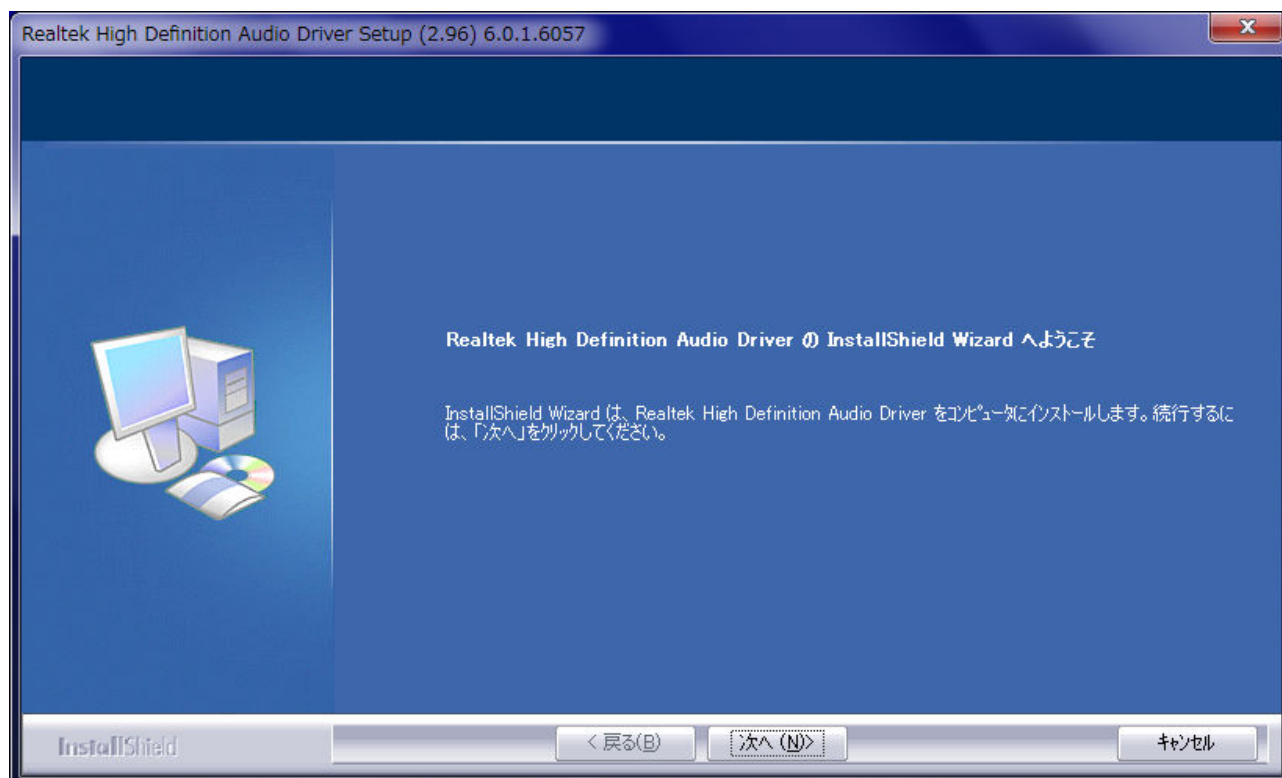 Realtek High Definition Audio Driver Setup (2.96) 6.0.1.6057
Realtek High Definition Audio Driver の InstallShield Wizard へようこそ
InstallShield Wizard は、Realtek High Definition Audio Driver をｺﾝﾋﾟｭｰﾀにインストールします。続行するに
は、「次へ」をｸﾘｯｸしてください。
InstallShield
< 戻る(B)
次へ (N)>
ｷｬﾝｾﾙ